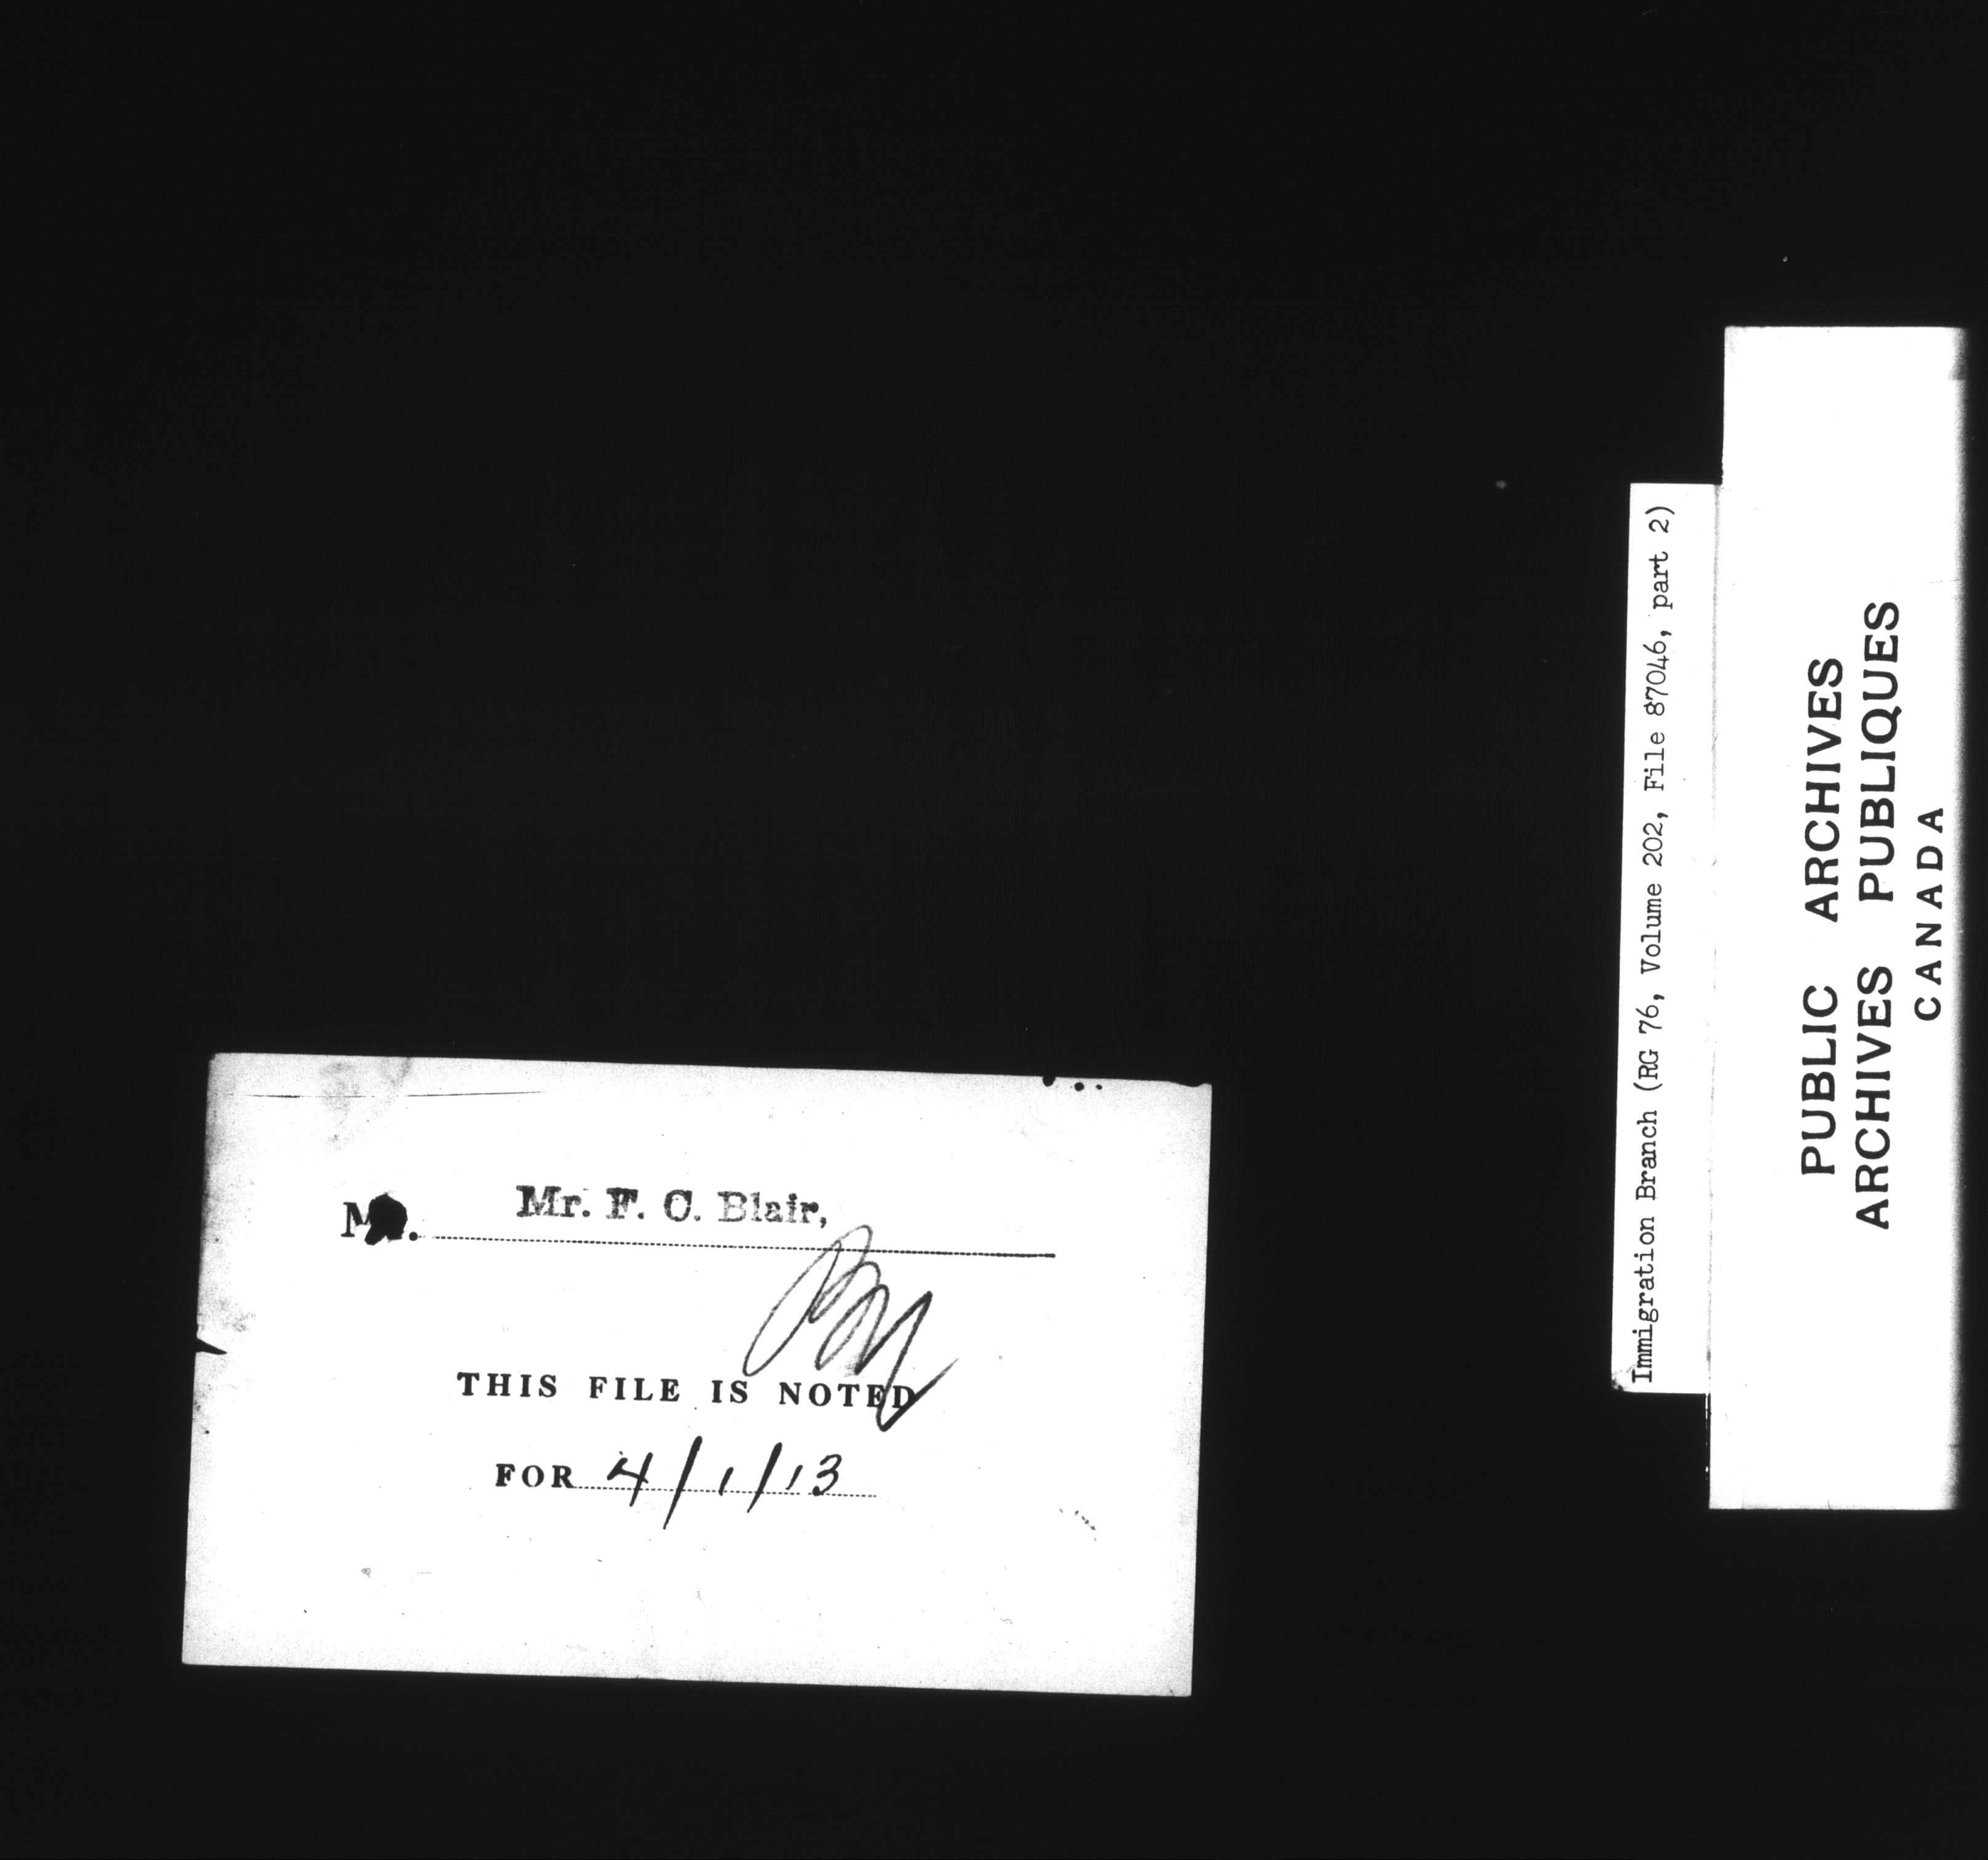 Mr. F. C. Blair,
THIS FILE IS NOTED
FOR 4/1/13
Immigration Branch (RG 76, Volume 202, File 87046, part 2)
PUBLIC ARCHIVES
ARCHIVES PUBLIQUES
CANADA